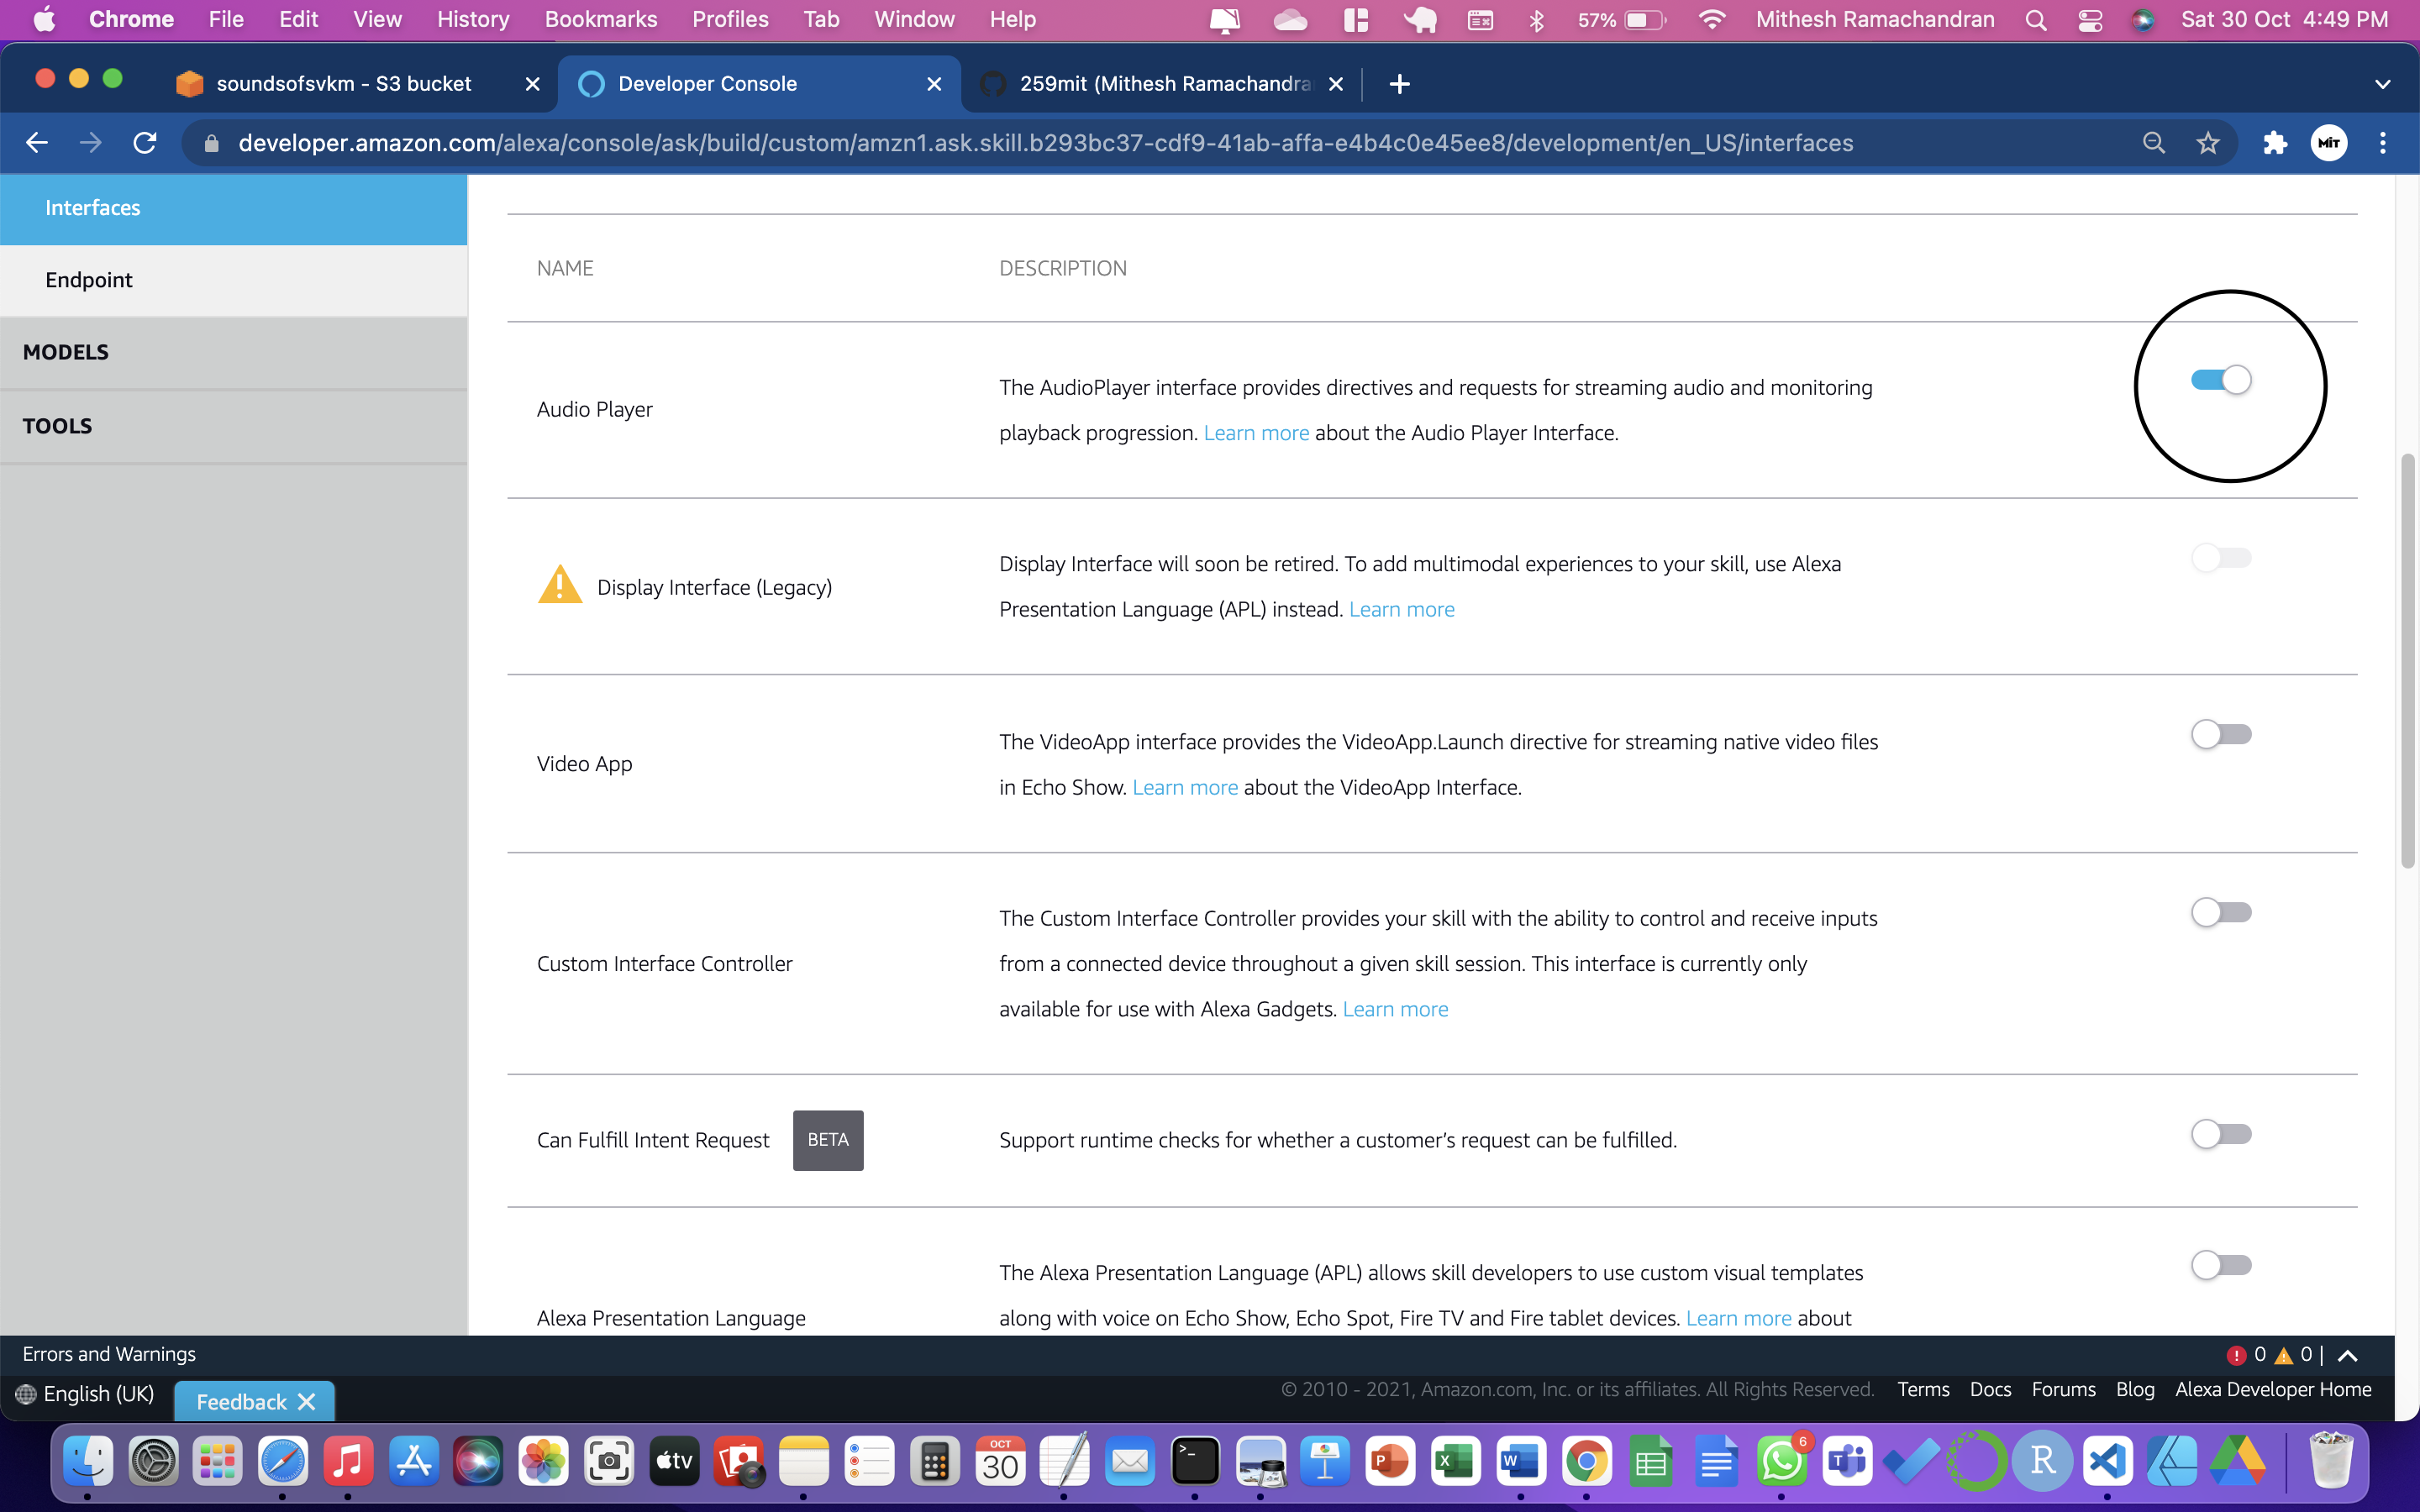 Chrome File Edit View History Bookmarks Profiles Tab Window Help 57% Mithesh Ramachandran Sat 30 Oct 4:49 PM
soundsofsvkm - S3 bucket Developer Console 259mit (Mithesh Ramachandra
developer.amazon.com/alexa/console/ask/build/custom/amzn1.ask.skill.b293bc37-cdf9-41ab-affa-e4b4c0e45ee8/development/en_US/interfaces MiT
Interfaces
Endpoint
MODELS
TOOLS
NAME DESCRIPTION
Audio Player
The AudioPlayer interface provides directives and requests for streaming audio and monitoring
playback progression. Learn more about the Audio Player Interface.
Display Interface (Legacy)
Display Interface will soon be retired. To add multimodal experiences to your skill, use Alexa
Presentation Language (APL) instead. Learn more
Video App
The VideoApp interface provides the VideoApp.Launch directive for streaming native video files
in Echo Show. Learn more about the VideoApp Interface.
Custom Interface Controller
The Custom Interface Controller provides your skill with the ability to control and receive inputs
from a connected device throughout a given skill session. This interface is currently only
available for use with Alexa Gadgets. Learn more
Can Fulfill Intent Request BETA
Support runtime checks for whether a customer's request can be fulfilled.
Alexa Presentation Language
The Alexa Presentation Language (APL) allows skill developers to use custom visual templates
along with voice on Echo Show, Echo Spot, Fire TV and Fire tablet devices. Learn more about
Errors and Warnings 0 0 |
English (UK) Feedback © 2010 - 2021, Amazon.com, Inc. or its affiliates. All Rights Reserved. Terms Docs Forums Blog Alexa Developer Home
tv OCT 30 >_ P X W 6 T R